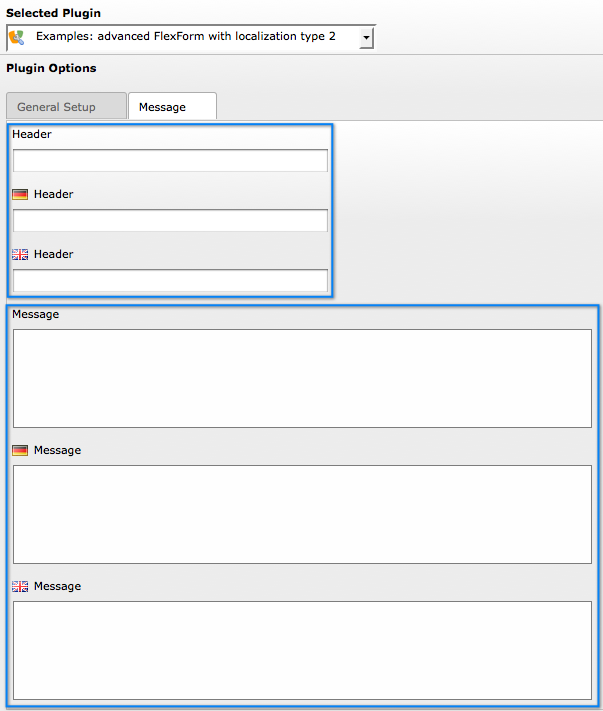 Selected Plugin
Examples: advanced FlexForm with localization type 2
Plugin Options
General Setup Message
Header
Header
Header
Message
Message
Message